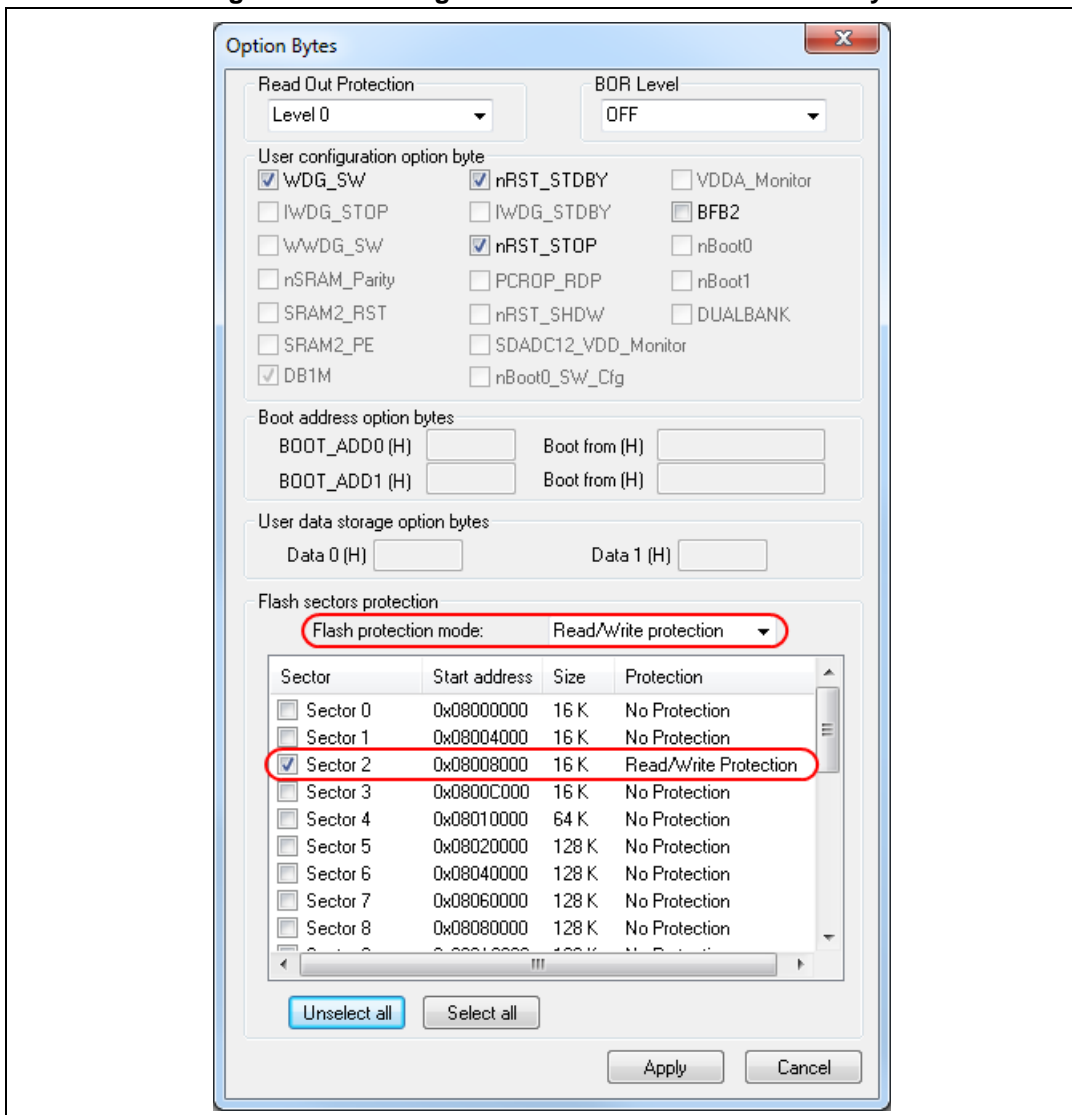 Option Bytes
Read Out Protection BOR Level
Level 0 OFF
User configuration option byte
WDG_SW nRST_STDBY VDDA_Monitor
IWDG_STOP IWDG_STDBY BFB2
WWDG_SW nRST_STOP nBoot0
nSRAM_Parity PCROP_RDP nBoot1
SRAM2_RST nRST_SHDW DUALBANK
SRAM2_PE SDADC12_VDD_Monitor
DB1M nBoot0_SW_Cfg
Boot address option bytes
BOOT_ADD0 (H) Boot from (H)
BOOT_ADD1 (H) Boot from (H)
User data storage option bytes
Data 0 (H) Data 1 (H)
Flash sectors protection
Flash protection mode: Read/Write protection
Sector Start address Size Protection
Sector 0 0x08000000 16 K No Protection
Sector 1 0x08004000 16 K No Protection
Sector 2 0x08008000 16 K Read/Write Protection
Sector 3 0x0800C000 16 K No Protection
Sector 4 0x08010000 64 K No Protection
Sector 5 0x08020000 128 K No Protection
Sector 6 0x08040000 128 K No Protection
Sector 7 0x08060000 128 K No Protection
Sector 8 0x08080000 128 K No Protection
Unselect all Select all
Apply Cancel